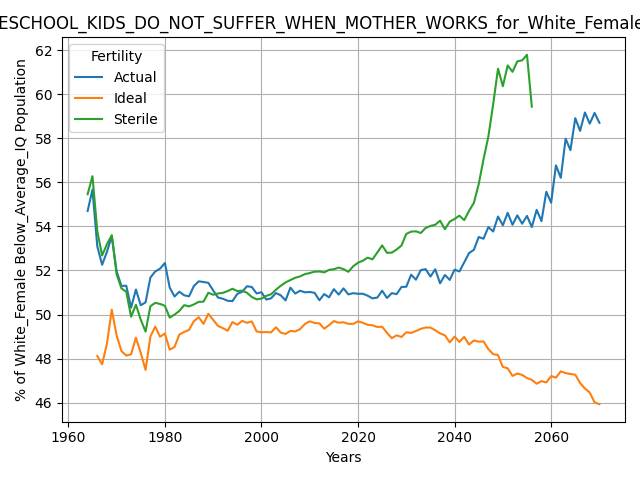 ESCHOOL_KIDS_DO_NOT_SUFFER_WHEN_MOTHER_WORKS_for_White_Female
% of White_Female Below_Average_IQ Population
62
60
58
56
54
52
50
48
46
Fertility
Actual
Ideal
Sterile
1960
1980
2000
2020
2040
2060
Years